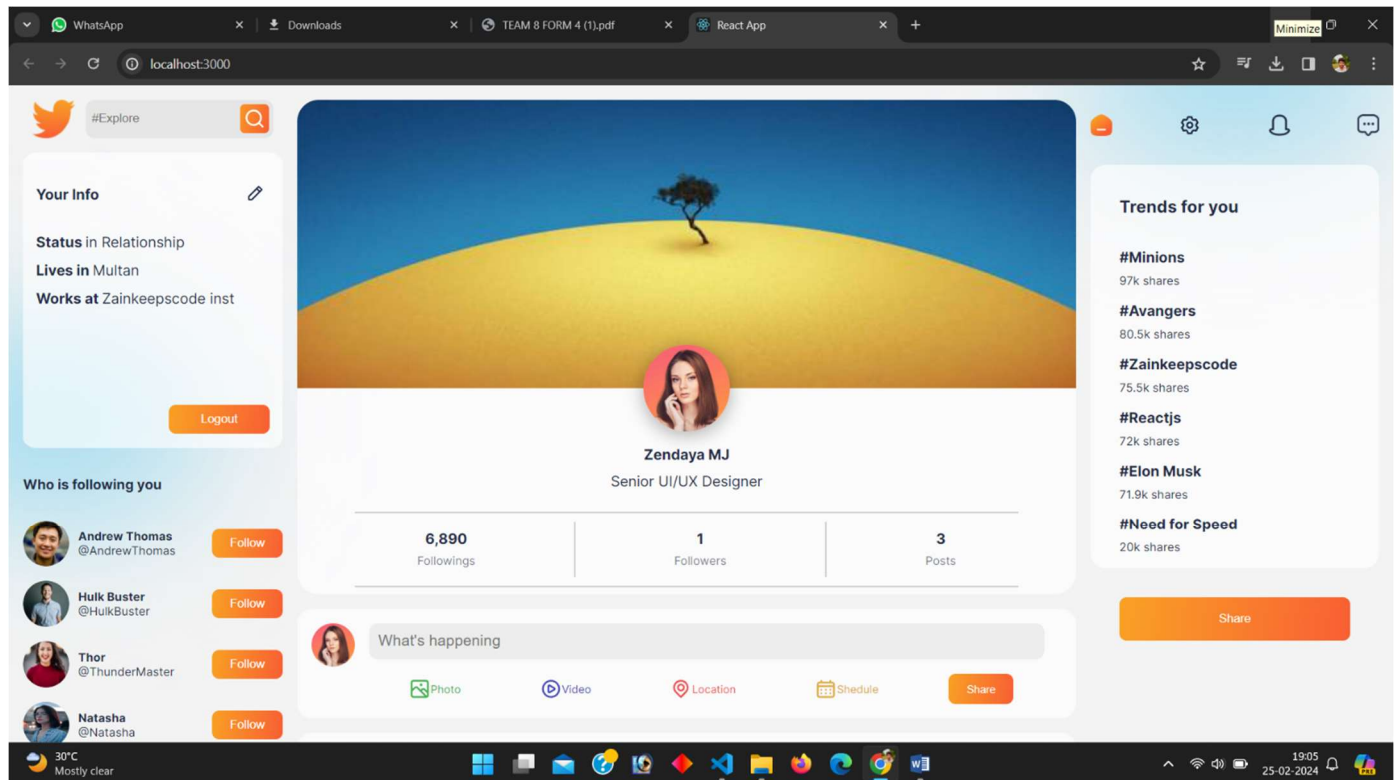 WhatsApp
Downloads
TEAM 8 FORM 4 (1).pdf
React App
Minimize
localhost:3000
#Explore
Your Info
Status in Relationship
Lives in Multan
Works at Zainkeepscode inst
Logout
Who is following you
Andrew Thomas
@AndrewThomas
Follow
Hulk Buster
@HulkBuster
Follow
Thor
@ThunderMaster
Follow
Natasha
@Natasha
Follow
Zendaya MJ
Senior UI/UX Designer
6,890
Followings
1
Followers
3
Posts
What's happening
Photo
Video
Location
Shedule
Share
Trends for you
#Minions
97k shares
#Avangers
80.5k shares
#Zainkeepscode
75.5k shares
#Reactjs
72k shares
#Elon Musk
71.9k shares
#Need for Speed
20k shares
Share
30°C
Mostly clear
19:05
25-02-2024